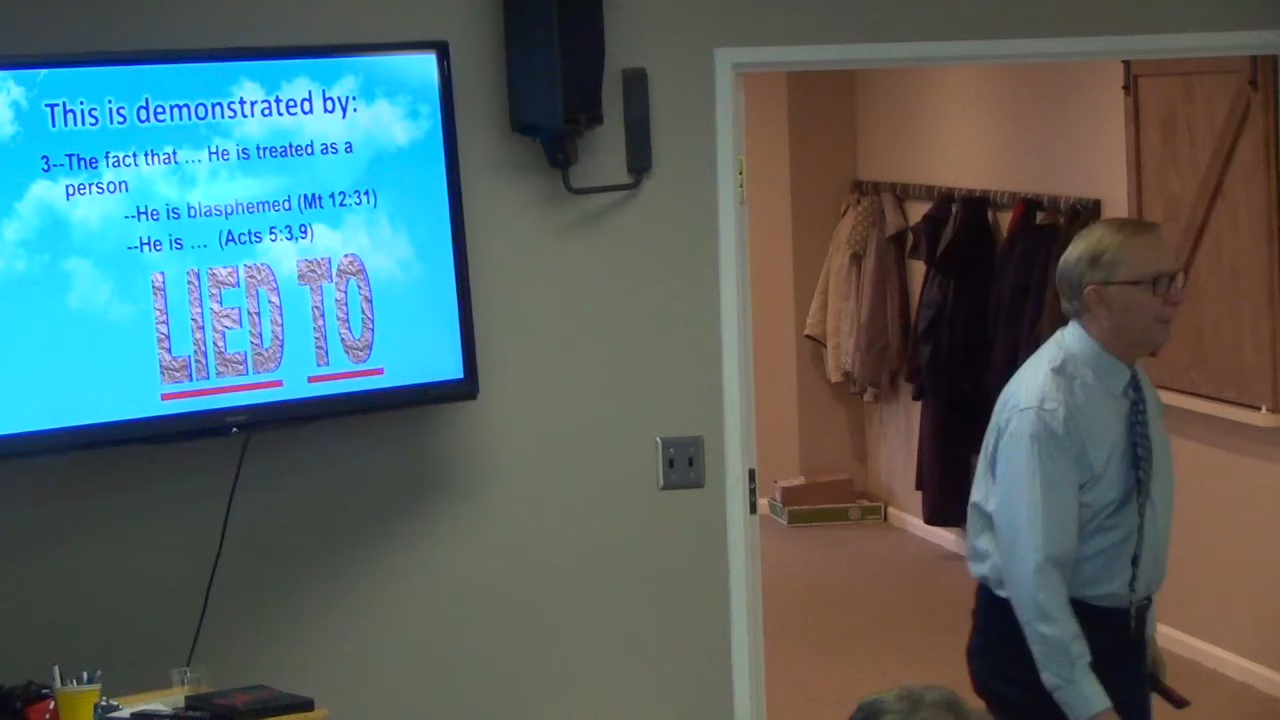 This is demonstrated by:
3--The fact that ... He is treated as a
person
--He is blasphemed (Mt 12:31)
--He is ... (Acts 5:3,9)
LIED TO